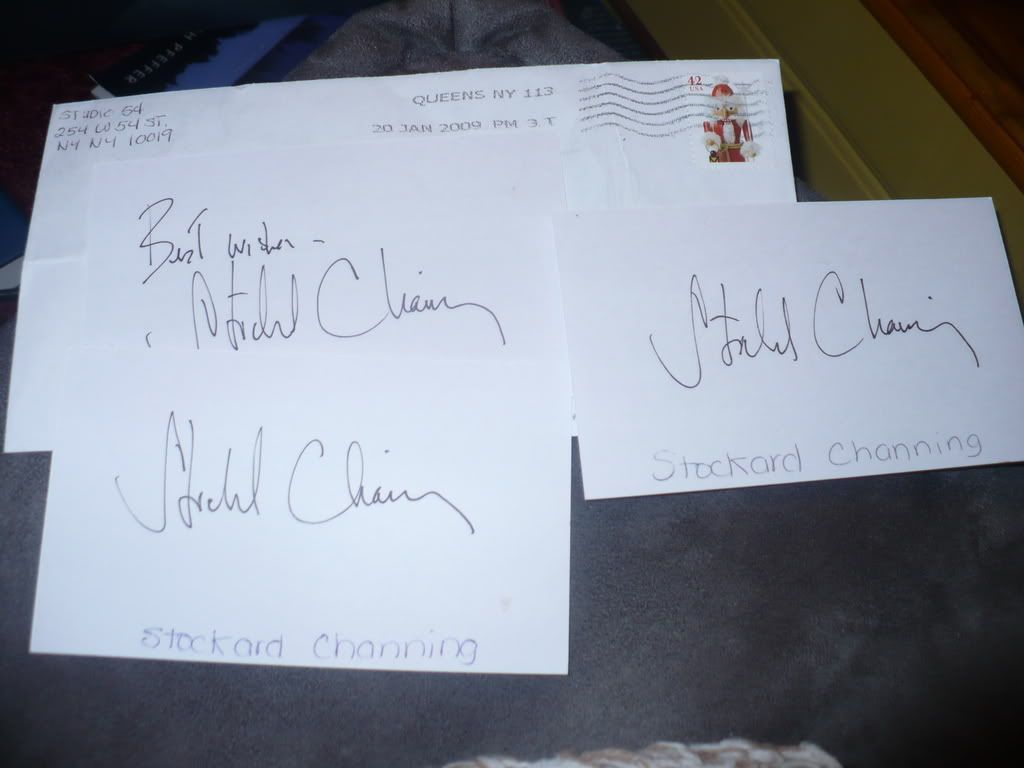 H PFEFFER
STUDIO 54
254 W 54 ST.
NY NY 10019
QUEENS NY 113
20 JAN 2009 PM 3 T
42
USA
Best wishes -
Stockard Channing
Stockard Channing
Stockard Channing
Stockard Channing
Stockard Channing